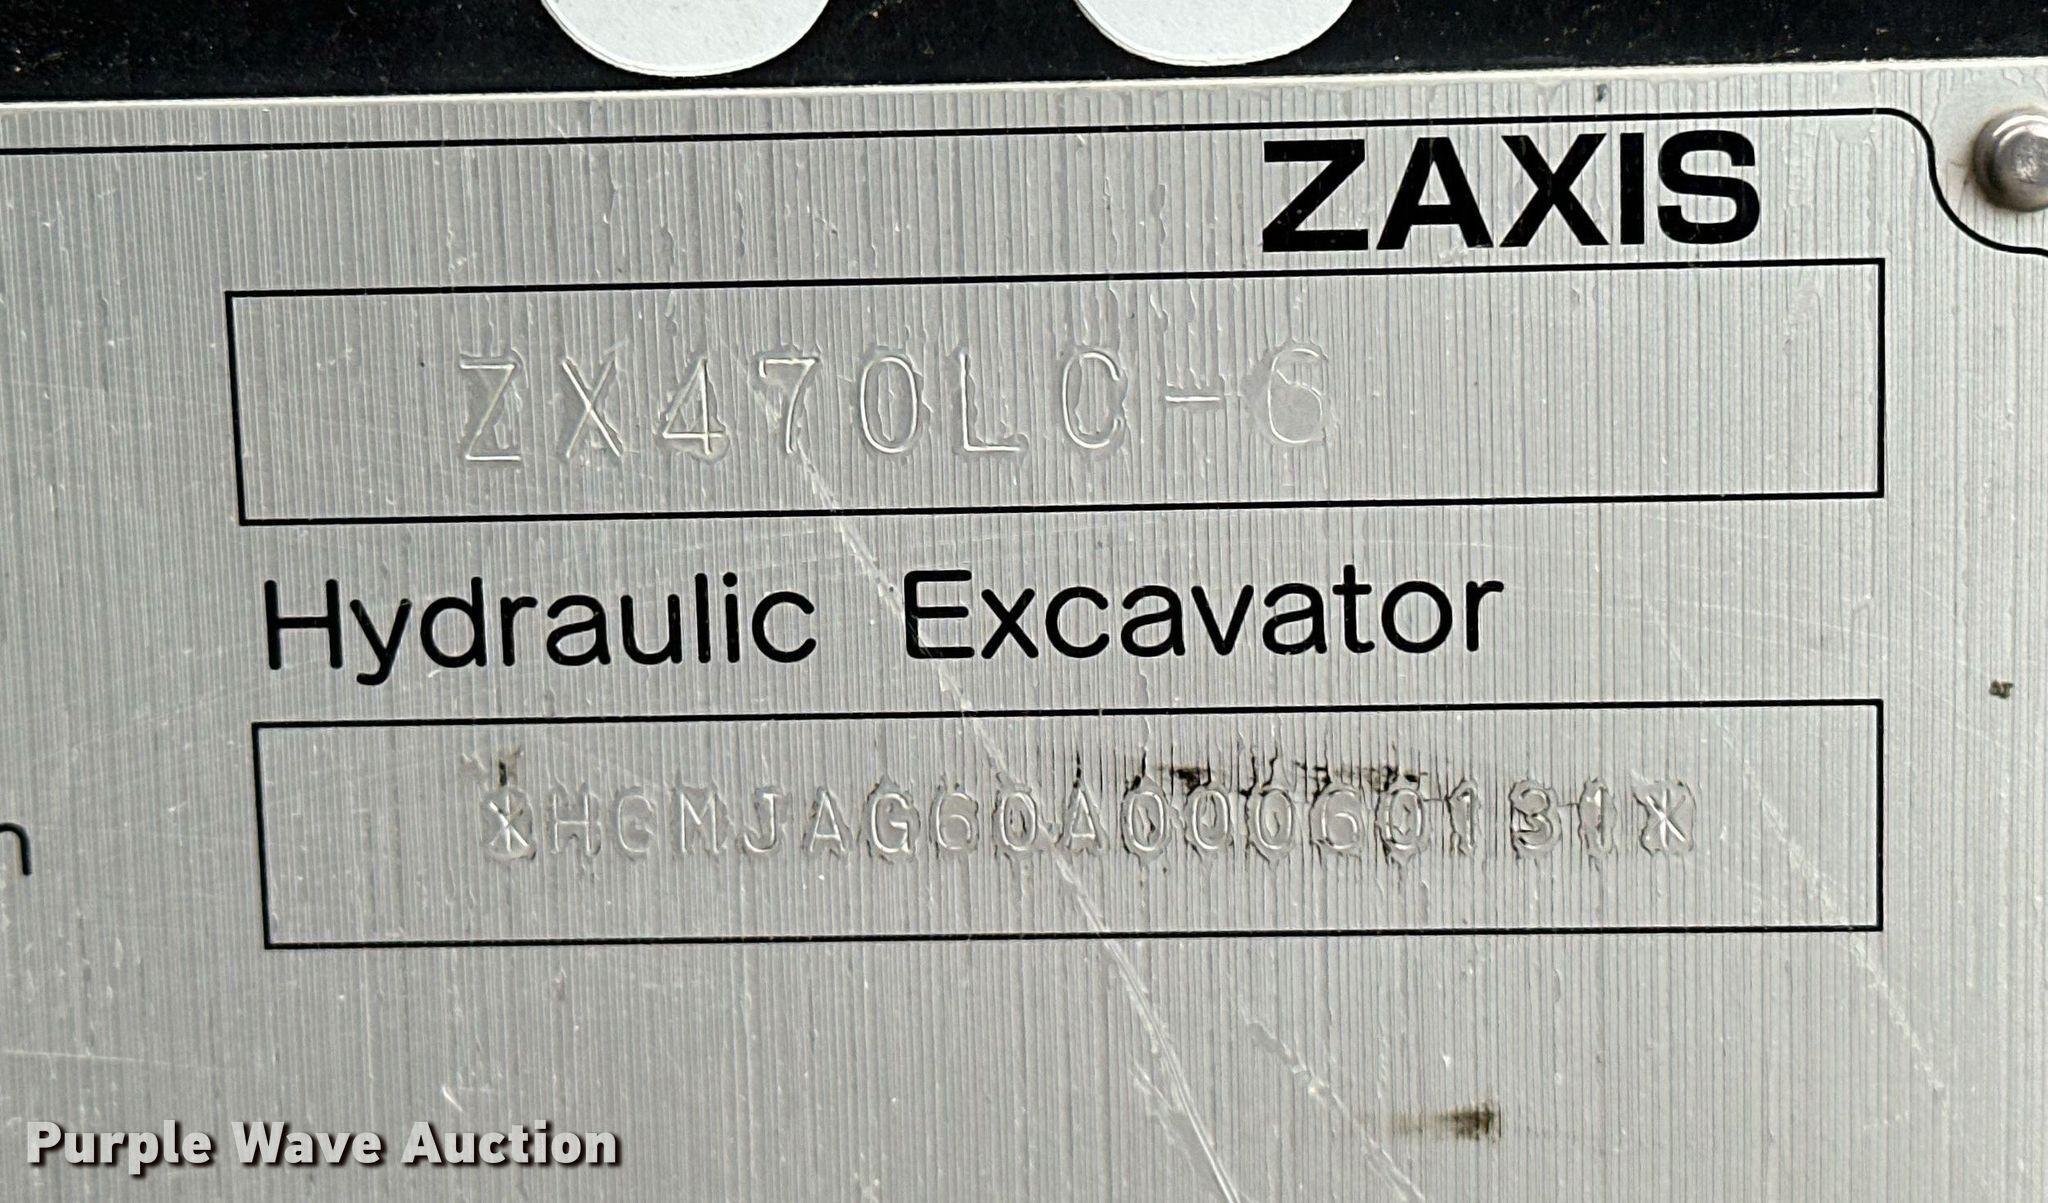 ZAXIS
ZX470LC-6
Hydraulic Excavator
*HCMJAG60A00060131*
n
Purple Wave Auction